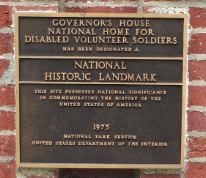 GOVERNOR'S HOUSE
NATIONAL HOME FOR
DISABLED VOLUNTEER SOLDIERS
HAS BEEN DESIGNATED A
NATIONAL
HISTORIC LANDMARK
THIS SITE POSSESSES NATIONAL SIGNIFICANCE
IN COMMEMORATING THE HISTORY OF THE
UNITED STATES OF AMERICA
1975
NATIONAL PARK SERVICE
UNITED STATES DEPARTMENT OF THE INTERIOR